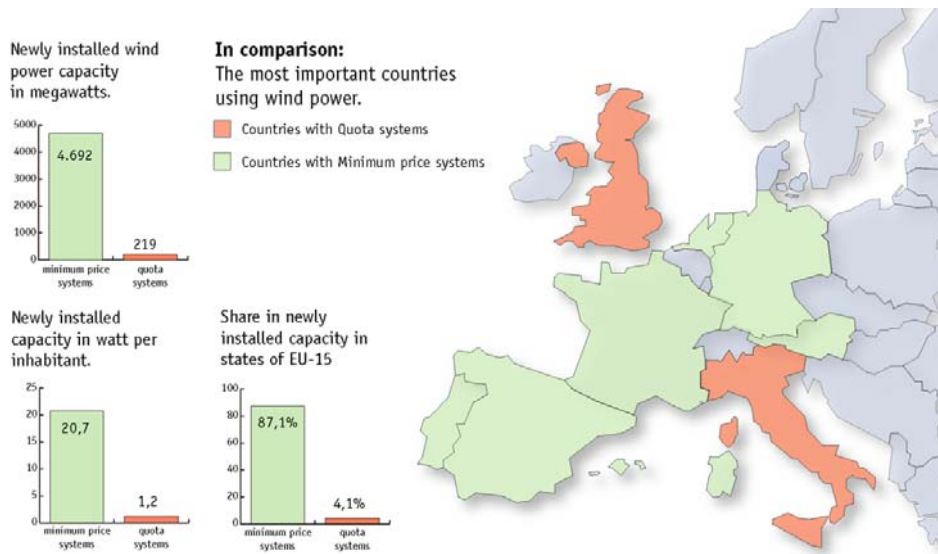 Newly installed wind
power capacity
in megawatts.
5000
4000
3000
2000
1000
0
4.692
219
minimum price
systems
quota
systems
In comparison:
The most important countries
using wind power.
Countries with Quota systems
Countries with Minimum price systems
Newly installed
capacity in watt per
inhabitant.
25
20
15
10
5
0
20,7
1,2
minimum price
systems
quota
systems
Share in newly
installed capacity in
states of EU-15
100
80
60
40
20
0
87,1%
4,1%
minimum price
systems
quota
systems